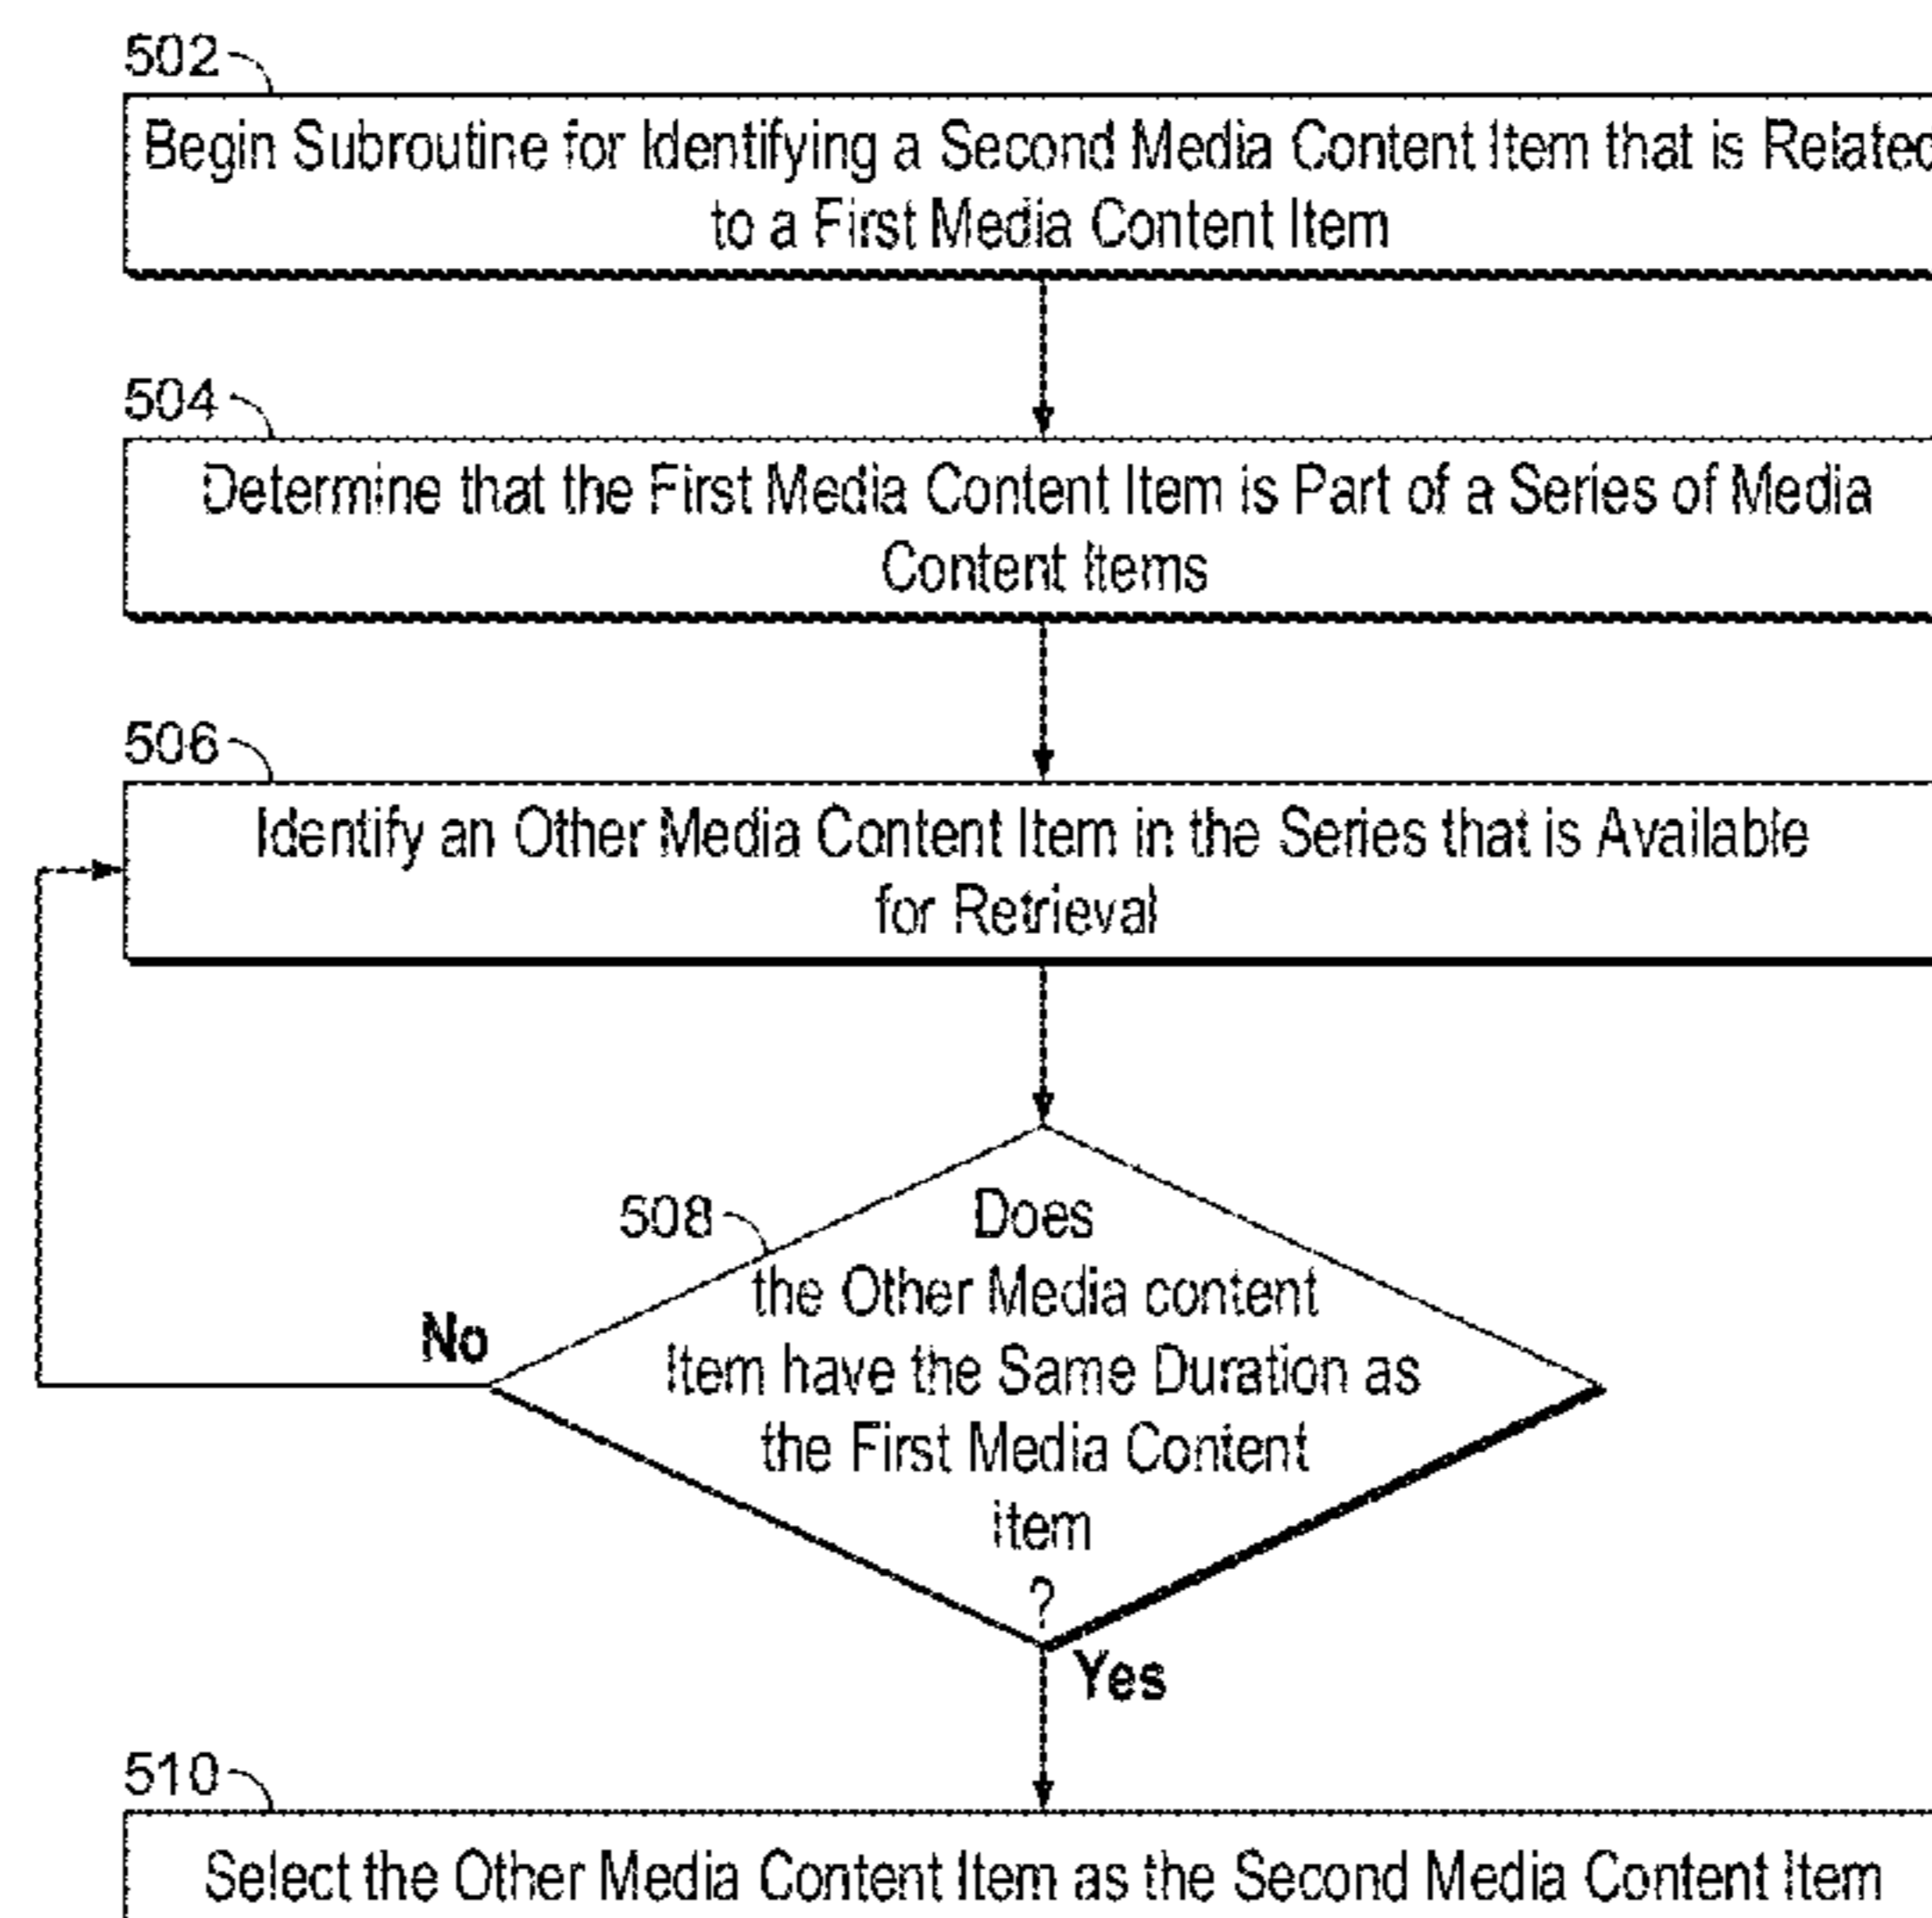 502
Begin Subroutine for Identifying a Second Media Content Item that is Related
to a First Media Content Item
504
Determine that the First Media Content Item is Part of a Series of Media
Content Items
506
Identify an Other Media Content Item in the Series that is Available
for Retrieval
508
Does
the Other Media content
Item have the Same Duration as
the First Media Content
item
?
No
Yes
510
Select the Other Media Content Item as the Second Media Content Item